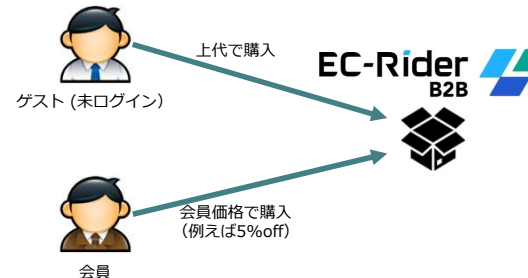 上代で購入
EC-Rider
B2B
ゲスト (未ログイン）
会員価格で購入
（例えば5%off）
会員